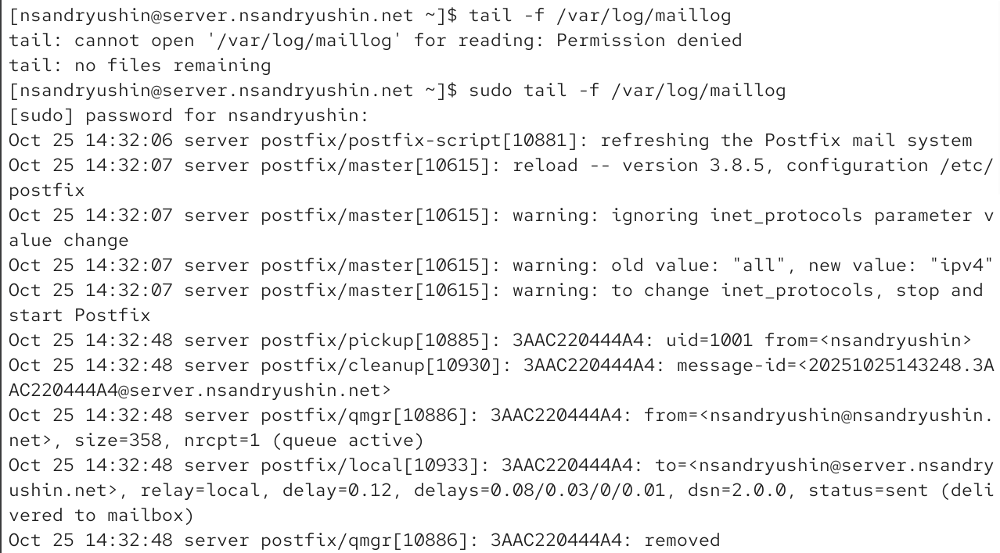 [nsandryushin@server.nsandryushin.net ~]$ tail -f /var/log/maillog
tail: cannot open '/var/log/maillog' for reading: Permission denied
tail: no files remaining
[nsandryushin@server.nsandryushin.net ~]$ sudo tail -f /var/log/maillog
[sudo] password for nsandryushin:
Oct 25 14:32:06 server postfix/postfix-script[10881]: refreshing the Postfix mail system
Oct 25 14:32:07 server postfix/master[10615]: reload -- version 3.8.5, configuration /etc/
postfix
Oct 25 14:32:07 server postfix/master[10615]: warning: ignoring inet_protocols parameter v
alue change
Oct 25 14:32:07 server postfix/master[10615]: warning: old value: "all", new value: "ipv4"
Oct 25 14:32:07 server postfix/master[10615]: warning: to change inet_protocols, stop and
start Postfix
Oct 25 14:32:48 server postfix/pickup[10885]: 3AAC220444A4: uid=1001 from=<nsandryushin>
Oct 25 14:32:48 server postfix/cleanup[10930]: 3AAC220444A4: message-id=<20251025143248.3A
AC220444A4@server.nsandryushin.net>
Oct 25 14:32:48 server postfix/qmgr[10886]: 3AAC220444A4: from=<nsandryushin@nsandryushin.
net>, size=358, nrcpt=1 (queue active)
Oct 25 14:32:48 server postfix/local[10933]: 3AAC220444A4: to=<nsandryushin@server.nsandry
ushin.net>, relay=local, delay=0.12, delays=0.08/0.03/0/0.01, dsn=2.0.0, status=sent (deli
vered to mailbox)
Oct 25 14:32:48 server postfix/qmgr[10886]: 3AAC220444A4: removed